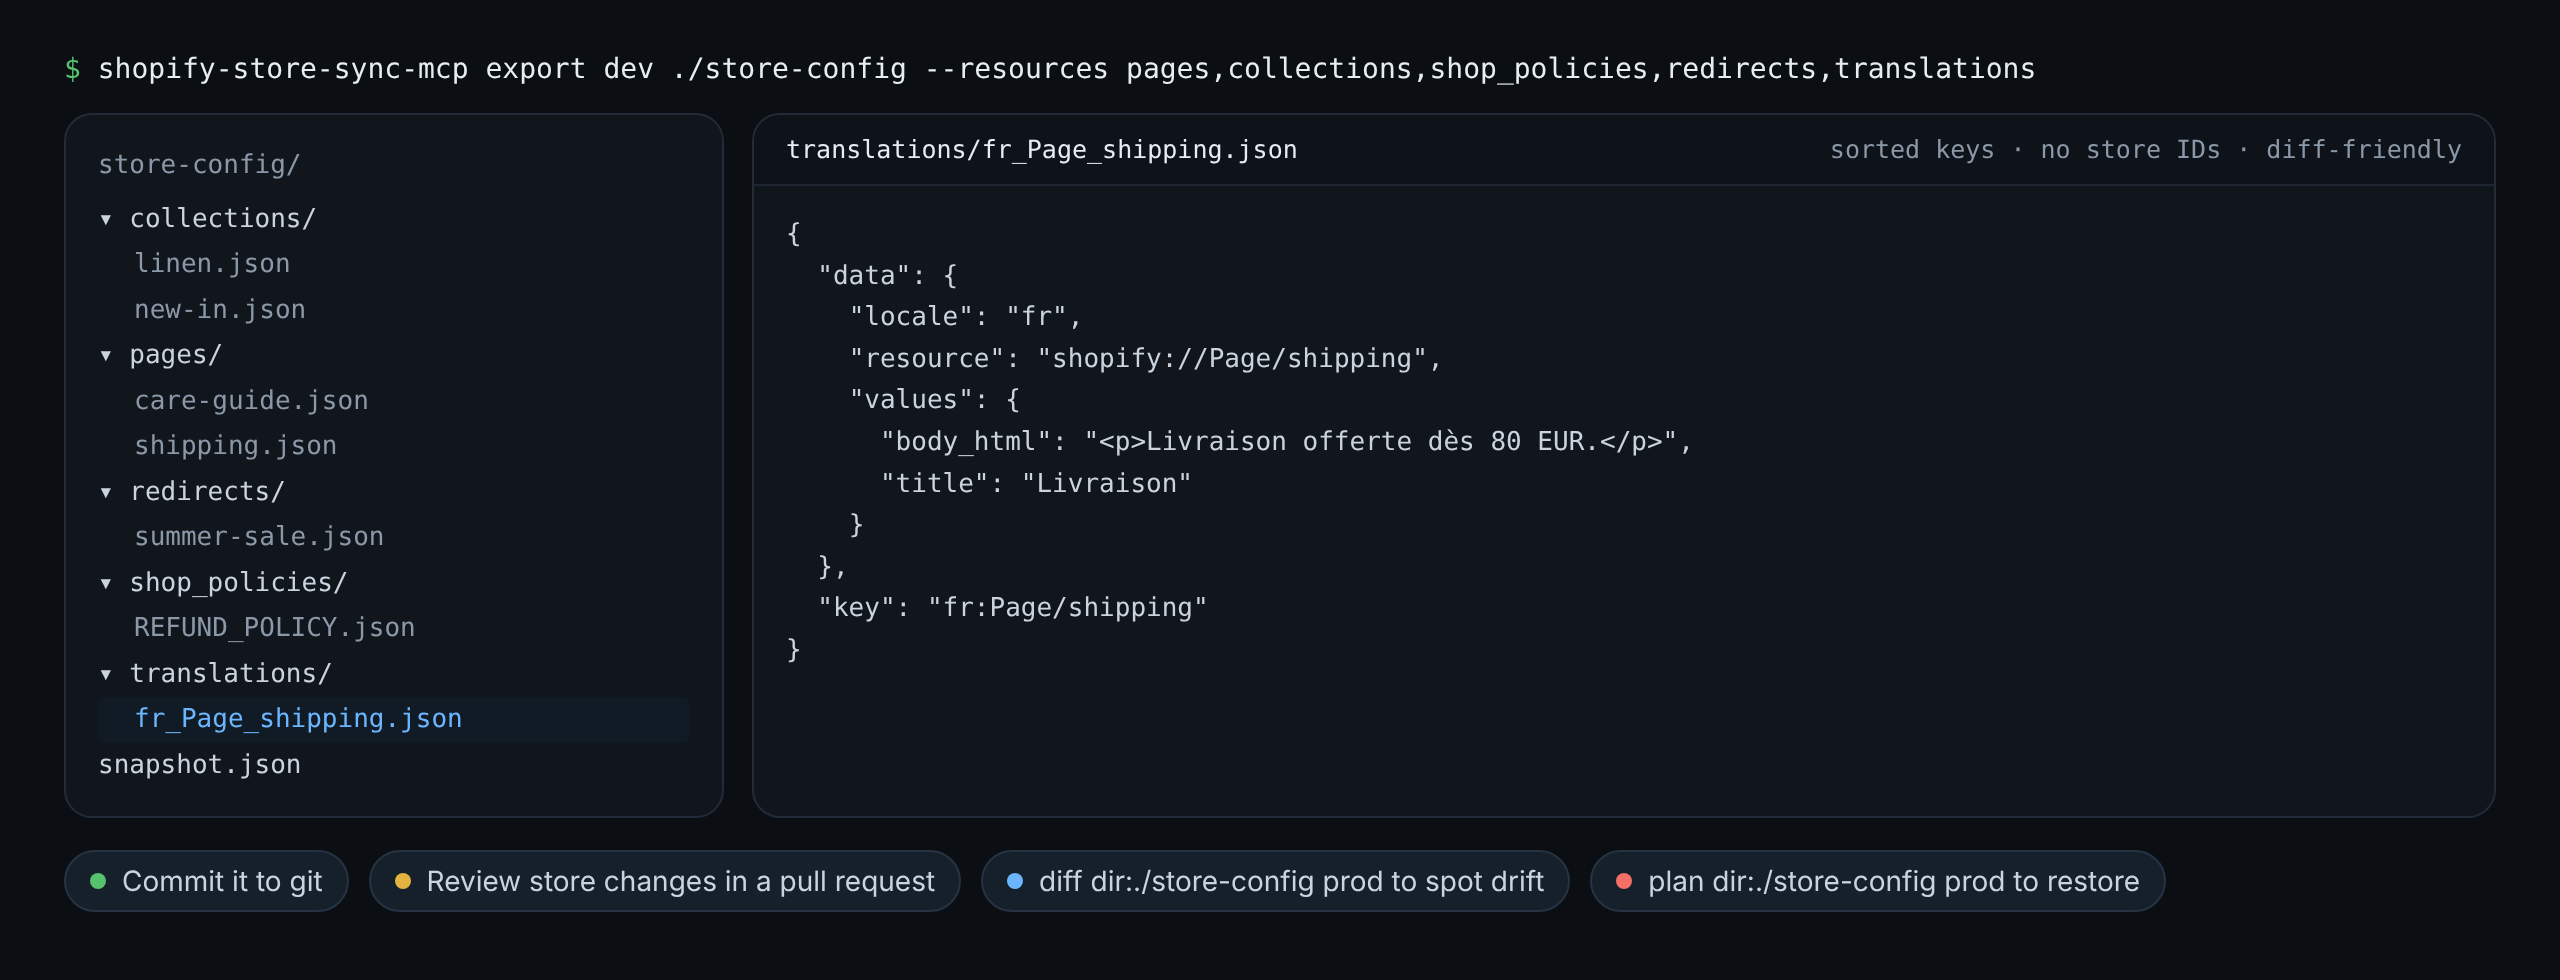 $ shopify-store-sync-mcp export dev ./store-config --resources pages,collections,shop_policies,redirects,translations
store-config/
▾ collections/
linen.json
new-in.json
▾ pages/
care-guide.json
shipping.json
▾ redirects/
summer-sale.json
▾ shop_policies/
REFUND_POLICY.json
▾ translations/
fr_Page_shipping.json
snapshot.json
translations/fr_Page_shipping.json
sorted keys · no store IDs · diff-friendly
{
  "data": {
    "locale": "fr",
    "resource": "shopify://Page/shipping",
    "values": {
      "body_html": "<p>Livraison offerte dès 80 EUR.</p>",
      "title": "Livraison"
    }
  },
  "key": "fr:Page/shipping"
}
Commit it to git
Review store changes in a pull request
diff dir:./store-config prod to spot drift
plan dir:./store-config prod to restore